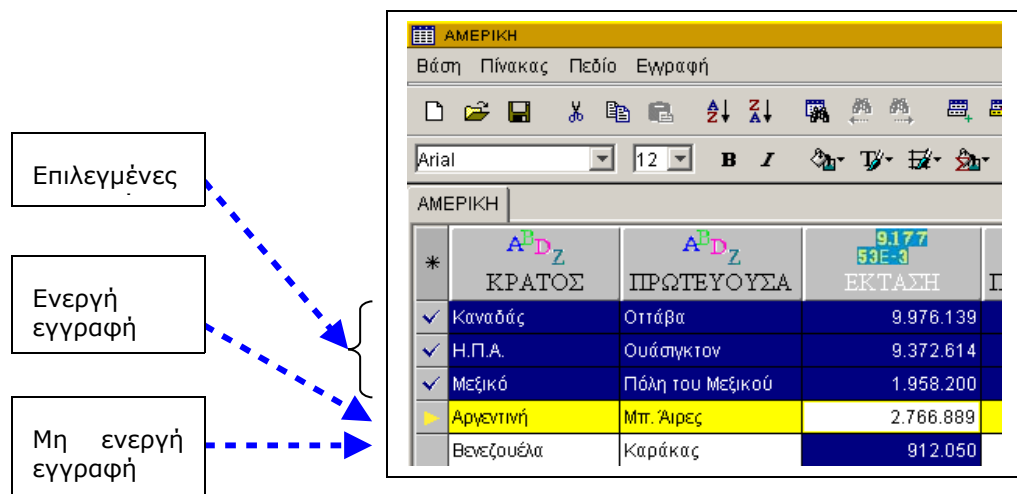 ΑΜΕΡΙΚΗ
Βάση Πίνακας Πεδίο Εγγραφή
Arial 12 B I
ΑΜΕΡΙΚΗ
ΚΡΑΤΟΣ ΠΡΩΤΕΥΟΥΣΑ ΕΚΤΑΣΗ
Καναδάς Οττάβα 9.976.139
Η.Π.Α. Ουάσιγκτον 9.372.614
Μεξικό Πόλη του Μεξικού 1.958.200
Αργεντινή Μπ. Άιρες 2.766.889
Βενεζουέλα Καράκας 912.050
Επιλεγμένες
Ενεργή
εγγραφή
Μη ενεργή
εγγραφή